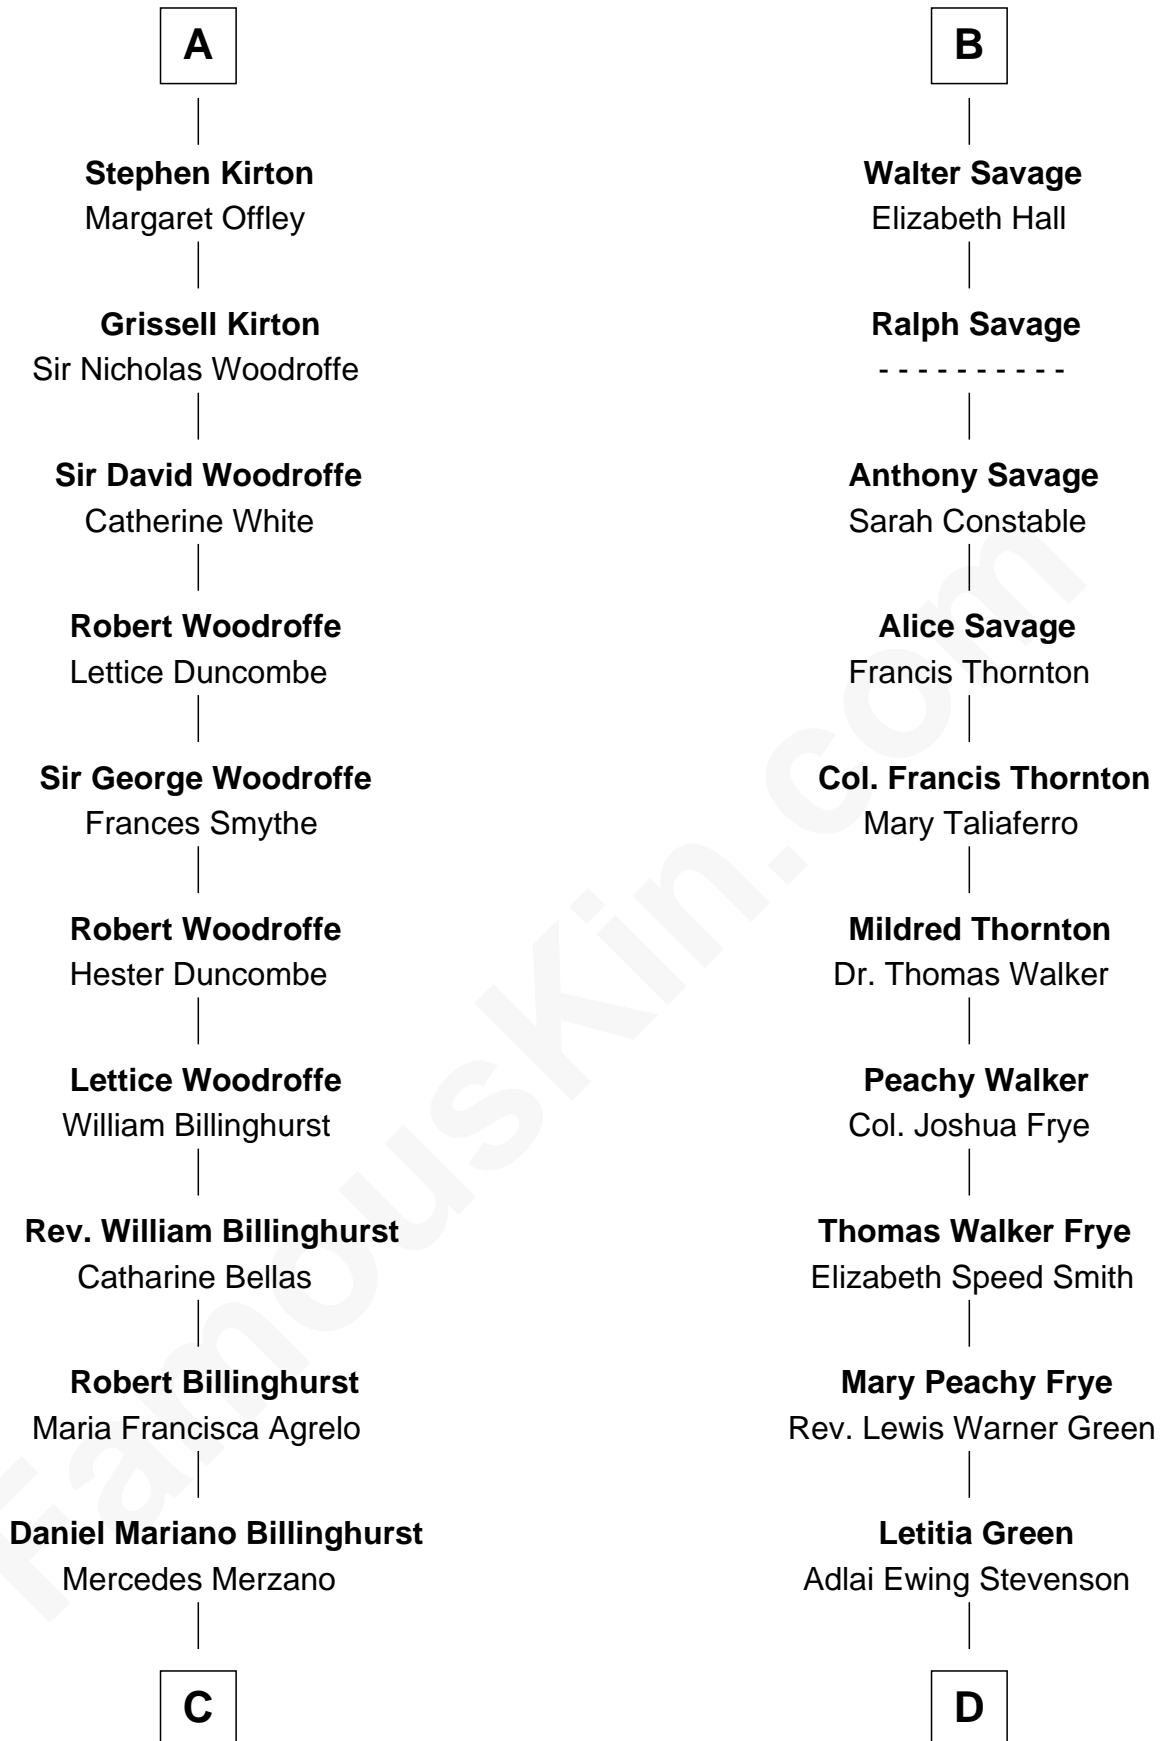 A
Stephen Kirton
Margaret Offley
Grissell Kirton
Sir Nicholas Woodroffe
Sir David Woodroffe
Catherine White
Robert Woodroffe
Lettice Duncombe
Sir George Woodroffe
Frances Smythe
Robert Woodroffe
Hester Duncombe
Lettice Woodroffe
William Billinghurst
Rev. William Billinghurst
Catharine Bellas
Robert Billinghurst
Maria Francisca Agrelo
Daniel Mariano Billinghurst
Mercedes Merzano
C
B
Walter Savage
Elizabeth Hall
Ralph Savage
- - - - - - - - - -
Anthony Savage
Sarah Constable
Alice Savage
Francis Thornton
Col. Francis Thornton
Mary Taliaferro
Mildred Thornton
Dr. Thomas Walker
Peachy Walker
Col. Joshua Frye
Thomas Walker Frye
Elizabeth Speed Smith
Mary Peachy Frye
Rev. Lewis Warner Green
Letitia Green
Adlai Ewing Stevenson
D
FamousKin.com